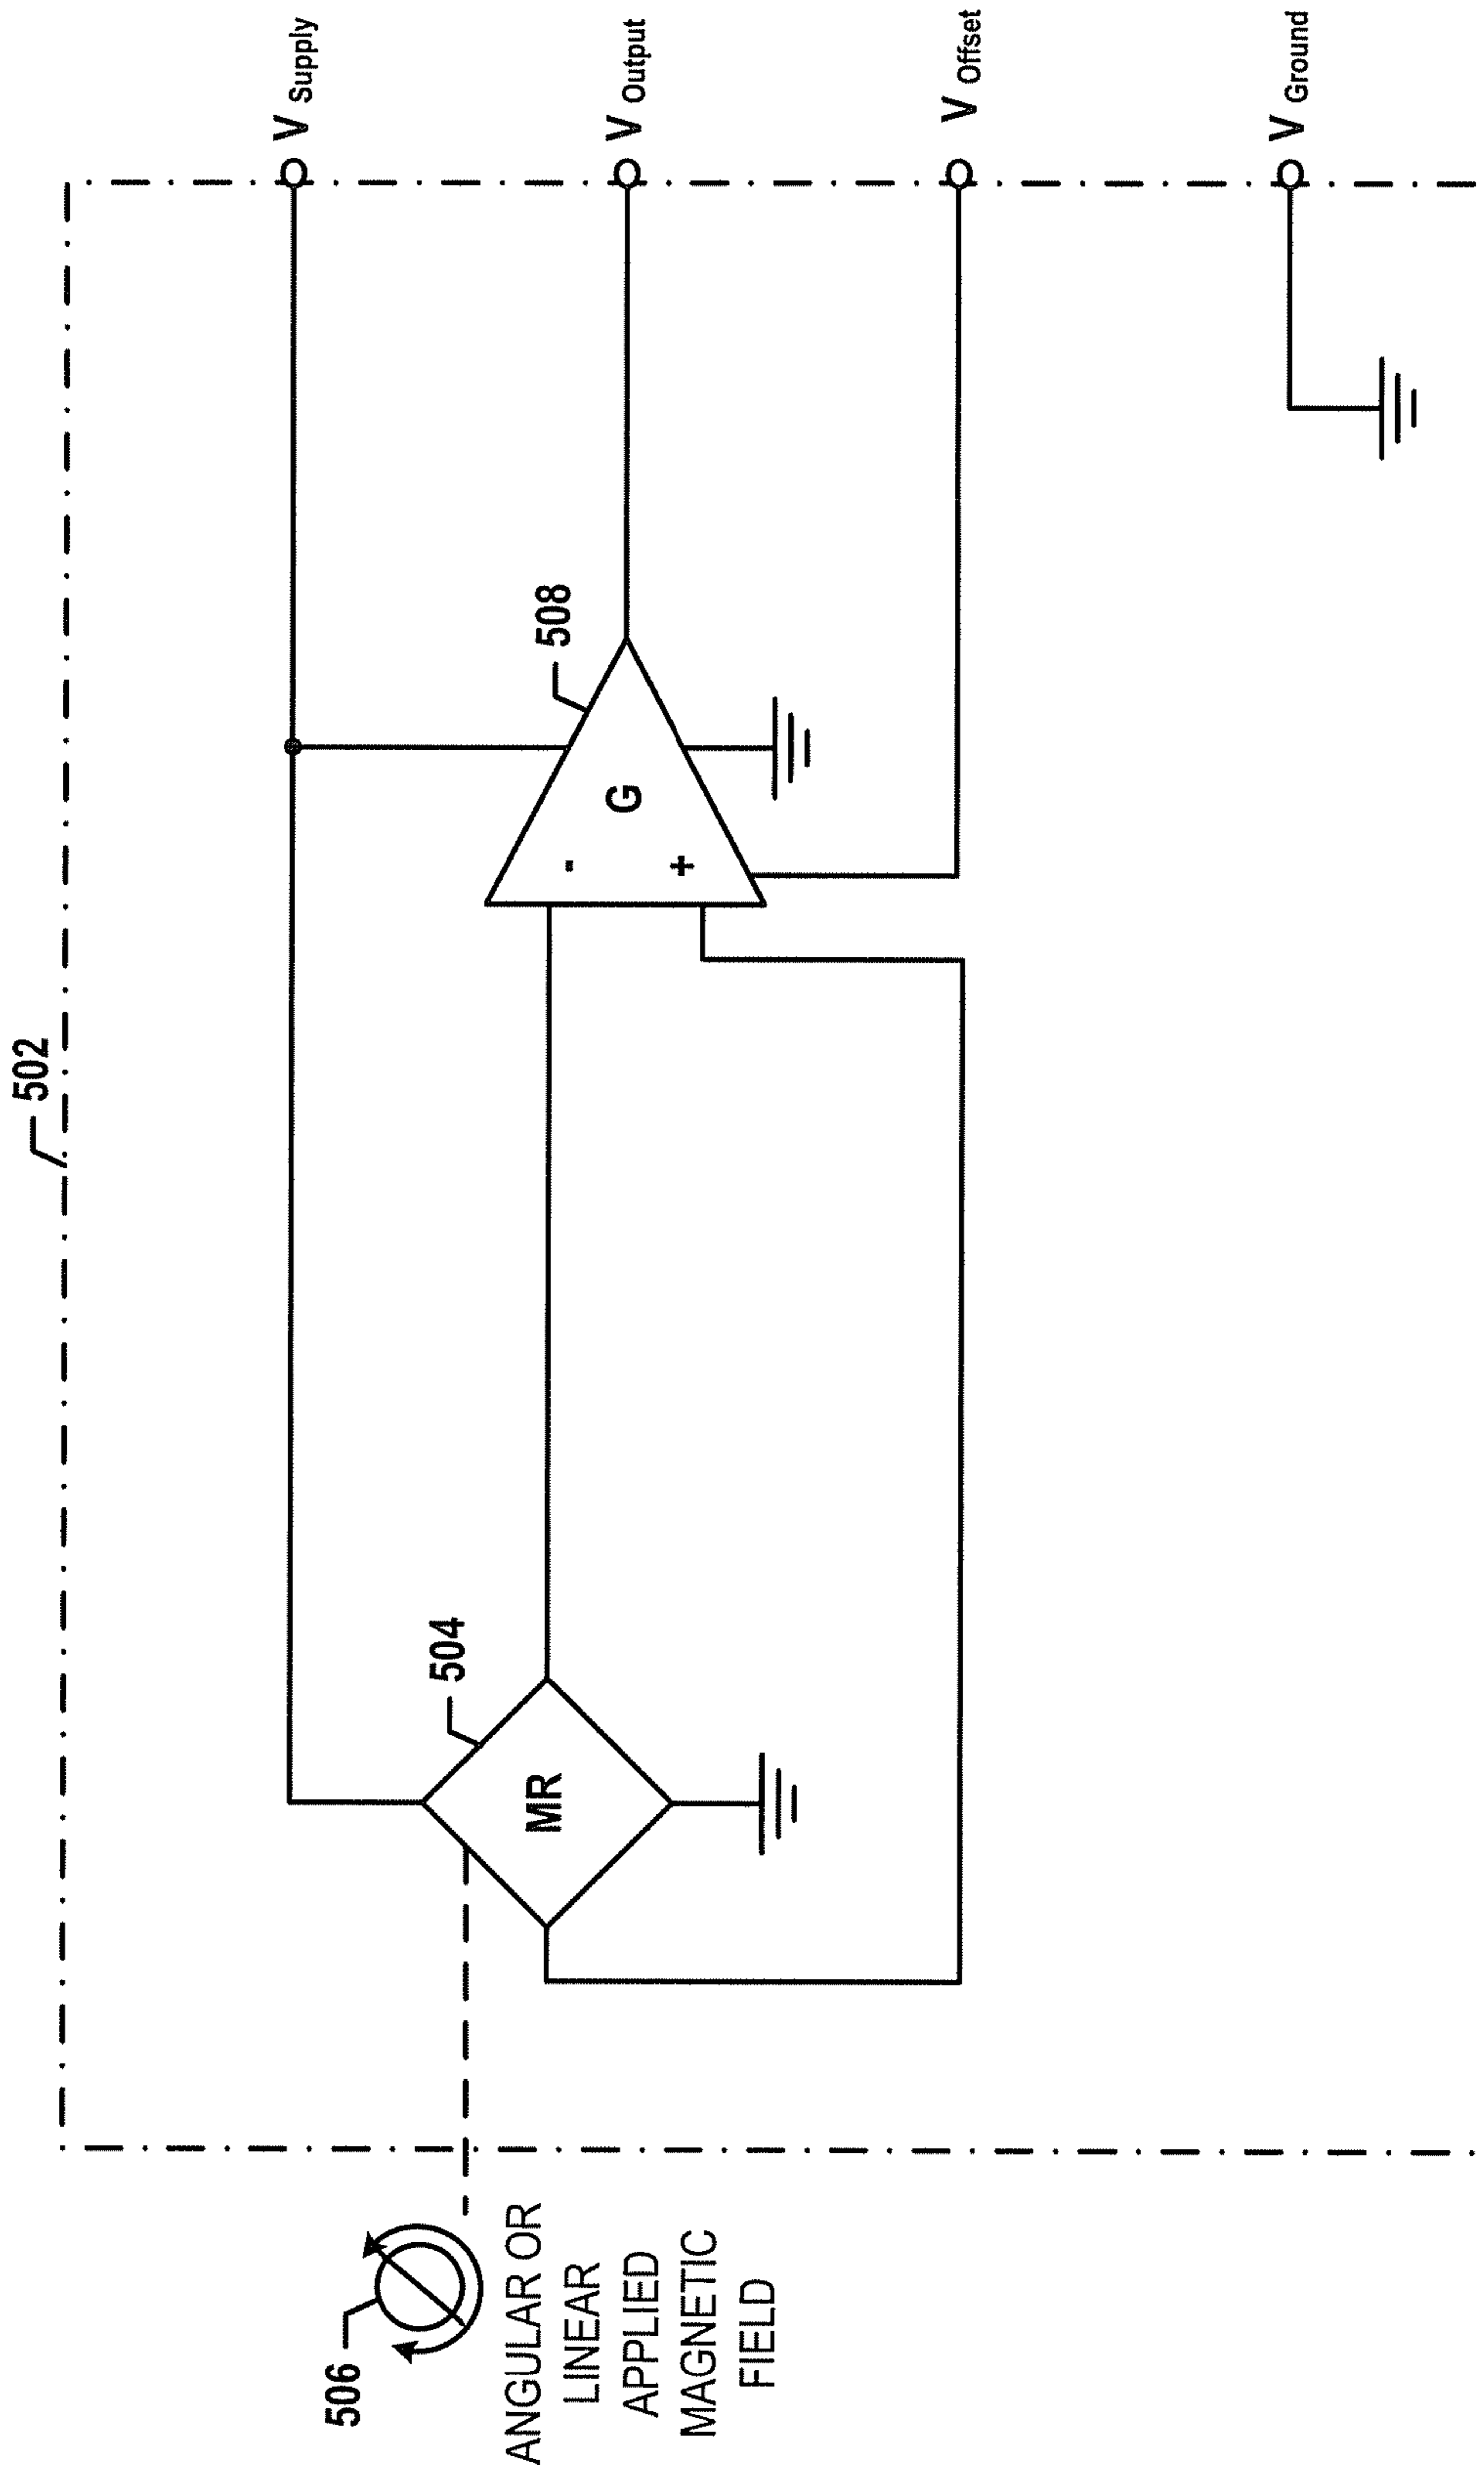 502
V Supply
508
V Output
504
-
G
+
MR
V Offset
V Ground
506
ANGULAR OR
LINEAR
APPLIED
MAGNETIC
FIELD